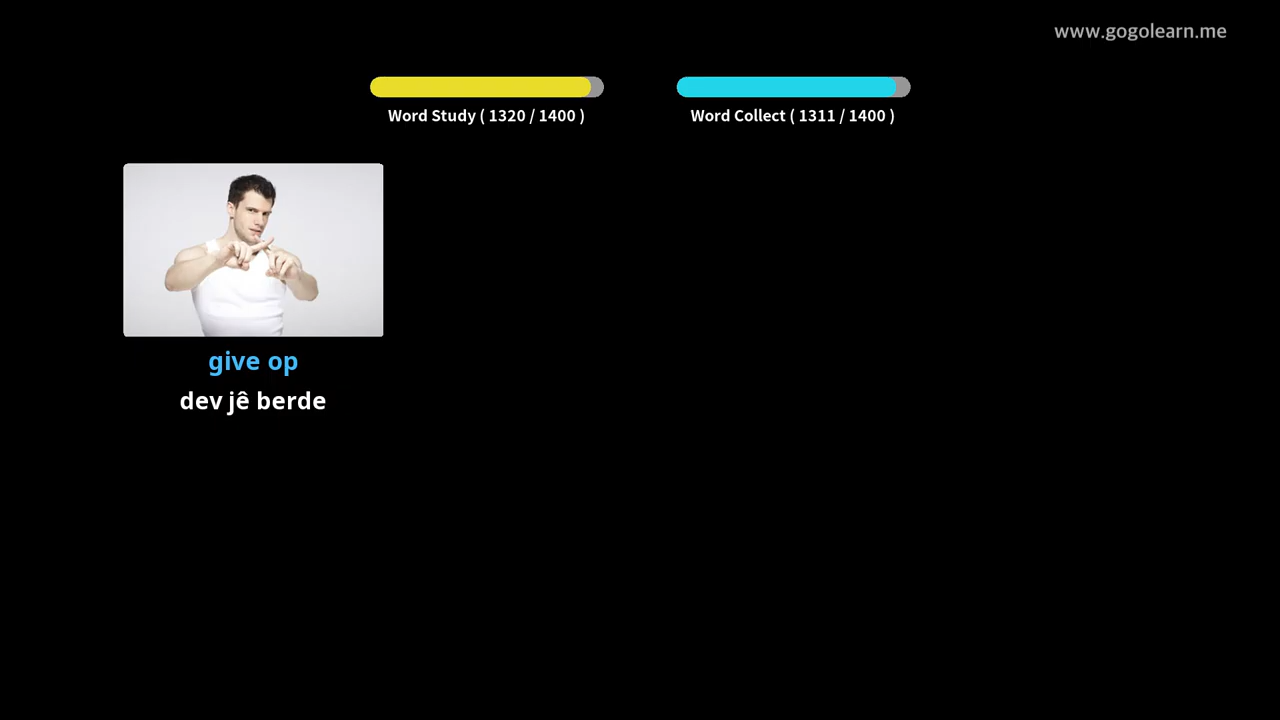 www.gogolearn.me
Word Study ( 1320 / 1400 )
Word Collect ( 1311 / 1400 )
give op
dev jê berde